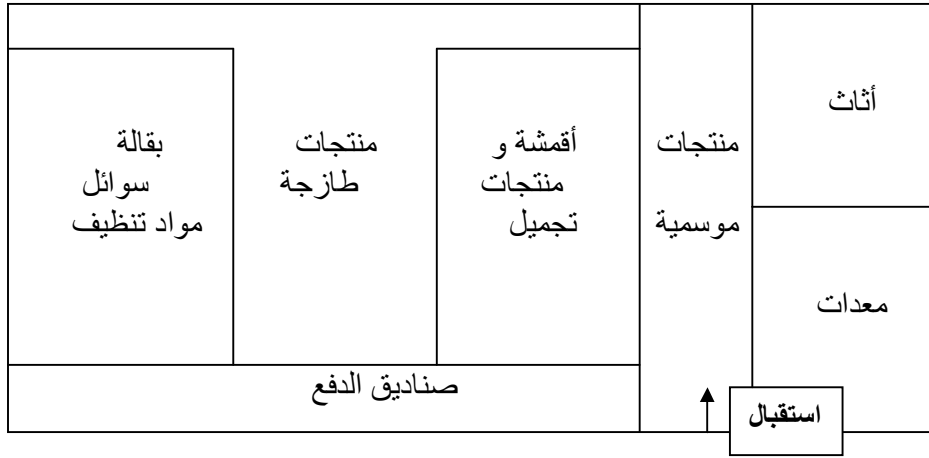 أثاث
منتجات
موسمية
أقمشة و
منتجات
تجميل
منتجات
طازجة
بقالة
سوائل
مواد تنظيف
معدات
صناديق الدفع
استقبال